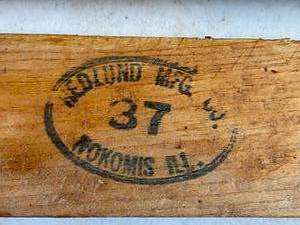 HEDLUND MFG. CO.
37
NOKOMIS ILL.